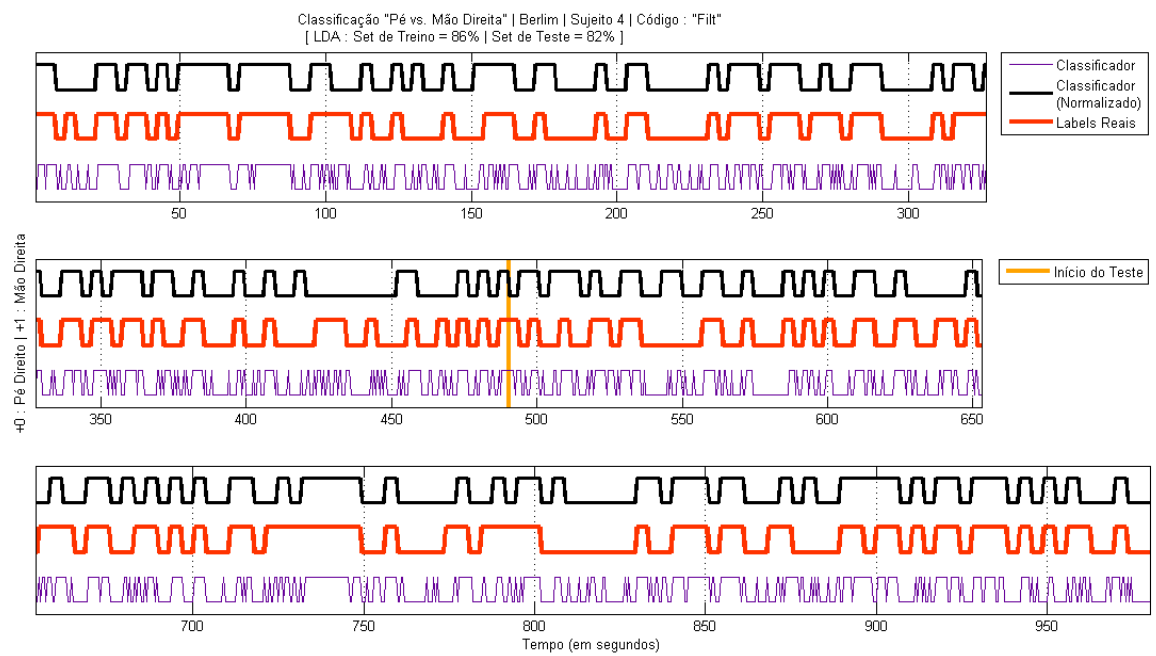 Classificação "Pé vs. Mão Direita" | Berlim | Sujeito 4 | Código : "Filt"
[ LDA : Set de Treino = 86% | Set de Teste = 82% ]
Classificador
Classificador
(Normalizado)
Labels Reais
50 100 150 200 250 300
+0 : Pé Direito | +1 : Mão Direita
Início do Teste
350 400 450 500 550 600 650
700 750 800 850 900 950
Tempo (em segundos)